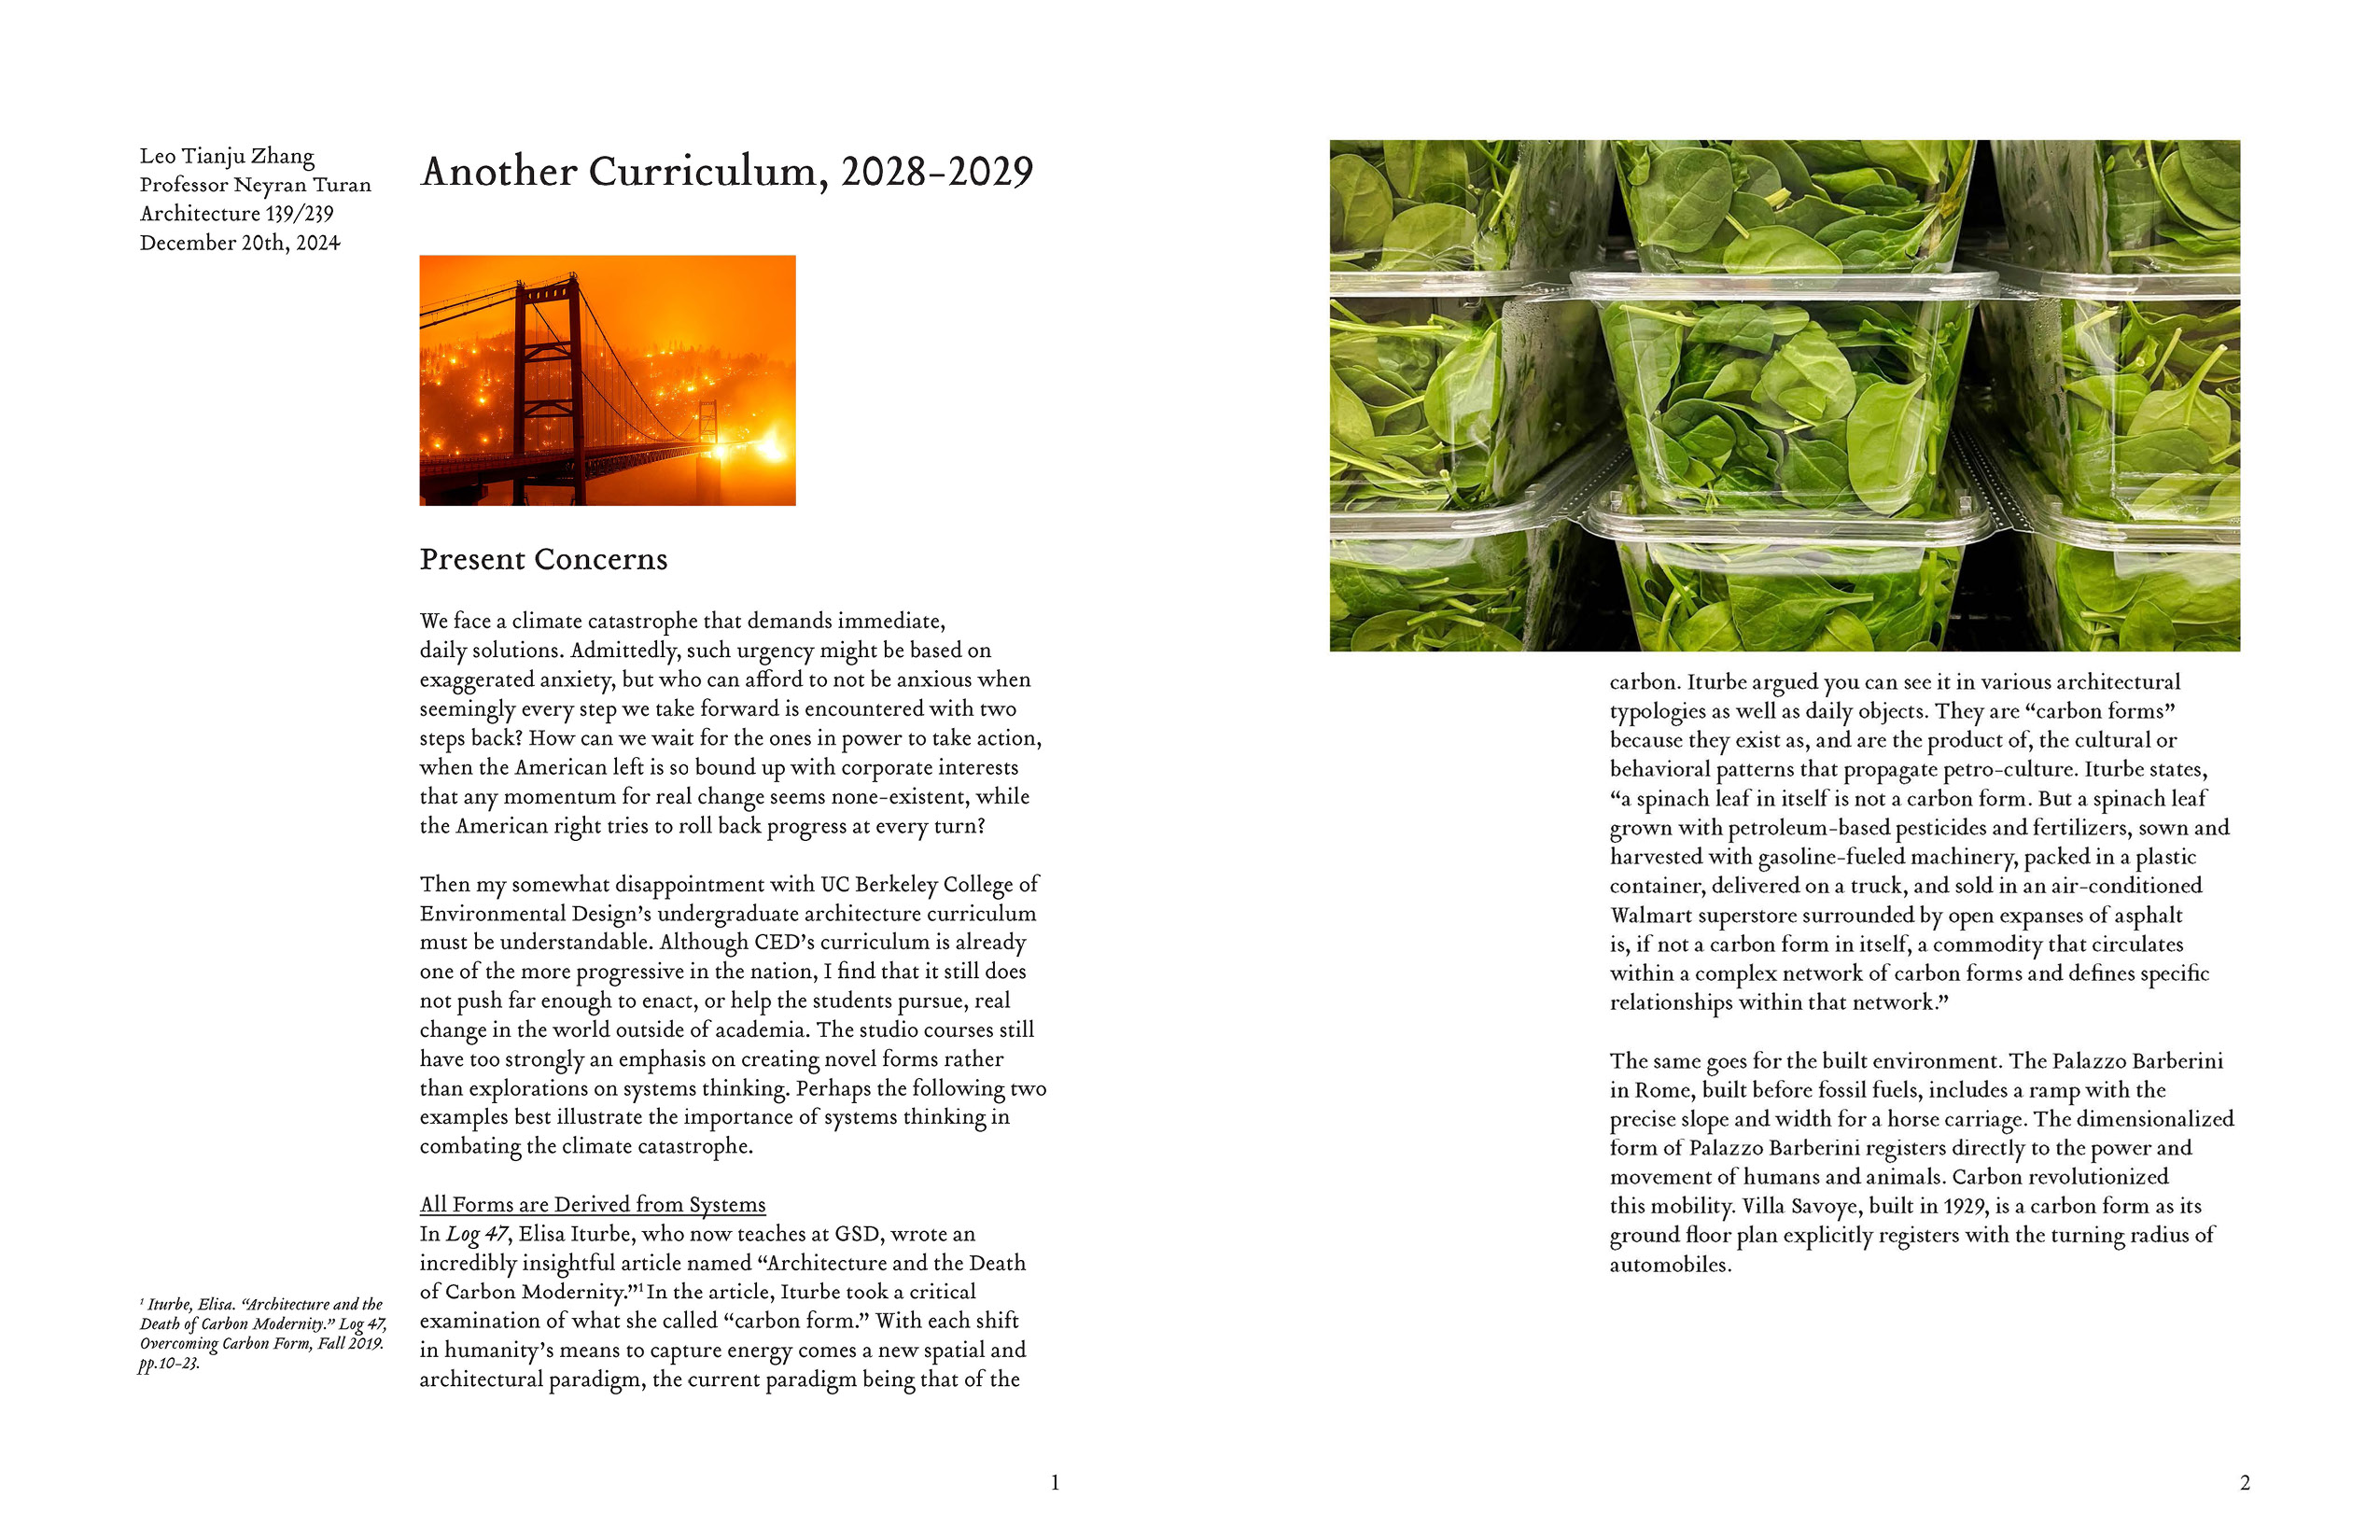 Leo Tianju Zhang
Professor Neyran Turan
Architecture 139/239
December 20th, 2024
Another Curriculum, 2028-2029
Present Concerns
We face a climate catastrophe that demands immediate,
daily solutions. Admittedly, such urgency might be based on
exaggerated anxiety, but who can afford to not be anxious when
seemingly every step we take forward is encountered with two
steps back? How can we wait for the ones in power to take action,
when the American left is so bound up with corporate interests
that any momentum for real change seems none-existent, while
the American right tries to roll back progress at every turn?
Then my somewhat disappointment with UC Berkeley College of
Environmental Design’s undergraduate architecture curriculum
must be understandable. Although CED’s curriculum is already
one of the more progressive in the nation, I find that it still does
not push far enough to enact, or help the students pursue, real
change in the world outside of academia. The studio courses still
have too strongly an emphasis on creating novel forms rather
than explorations on systems thinking. Perhaps the following two
examples best illustrate the importance of systems thinking in
combating the climate catastrophe.
All Forms are Derived from Systems
In Log 47, Elisa Iturbe, who now teaches at GSD, wrote an
incredibly insightful article named “Architecture and the Death
of Carbon Modernity.”¹ In the article, Iturbe took a critical
examination of what she called “carbon form.” With each shift
in humanity’s means to capture energy comes a new spatial and
architectural paradigm, the current paradigm being that of the
¹ Iturbe, Elisa. “Architecture and the
Death of Carbon Modernity.” Log 47,
Overcoming Carbon Form, Fall 2019.
pp.10-23.
1
carbon. Iturbe argued you can see it in various architectural
typologies as well as daily objects. They are “carbon forms”
because they exist as, and are the product of, the cultural or
behavioral patterns that propagate petro-culture. Iturbe states,
“a spinach leaf in itself is not a carbon form. But a spinach leaf
grown with petroleum-based pesticides and fertilizers, sown and
harvested with gasoline-fueled machinery, packed in a plastic
container, delivered on a truck, and sold in an air-conditioned
Walmart superstore surrounded by open expanses of asphalt
is, if not a carbon form in itself, a commodity that circulates
within a complex network of carbon forms and defines specific
relationships within that network.”
The same goes for the built environment. The Palazzo Barberini
in Rome, built before fossil fuels, includes a ramp with the
precise slope and width for a horse carriage. The dimensionalized
form of Palazzo Barberini registers directly to the power and
movement of humans and animals. Carbon revolutionized
this mobility. Villa Savoye, built in 1929, is a carbon form as its
ground floor plan explicitly registers with the turning radius of
automobiles.
2